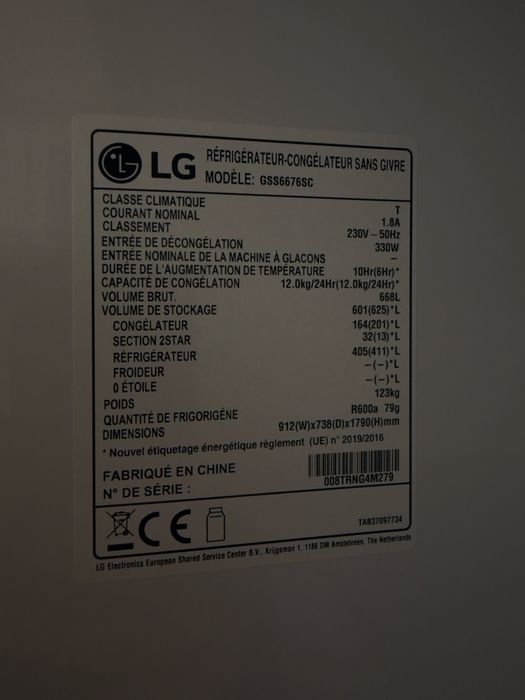 LG RÉFRIGÉRATEUR-CONGÉLATEUR SANS GIVRE
MODÈLE: GSS6676SC
CLASSE CLIMATIQUE T
COURANT NOMINAL 1.8A
CLASSEMENT 230V~50Hz
ENTRÉE DE DÉCONGÉLATION 330W
ENTRÉE NOMINALE DE LA MACHINE À GLACONS –
DURÉE DE L'AUGMENTATION DE TEMPÉRATURE 10Hr(6Hr)*
CAPACITÉ DE CONGÉLATION 12.0kg/24Hr(12.0kg/24Hr)*
VOLUME BRUT. 668L
VOLUME DE STOCKAGE 601(625)*L
CONGÉLATEUR 164(201)*L
SECTION 2STAR 32(13)*L
RÉFRIGÉRATEUR 405(411)*L
FROIDEUR –(–)*L
0 ÉTOILE –(–)*L
POIDS 123kg
QUANTITÉ DE FRIGORIGÉNE R600a 79g
DIMENSIONS 912(W)x738(D)x1790(H)mm
* Nouvel étiquetage énergétique règlement (UE) n° 2019/2016
FABRIQUÉ EN CHINE
N° DE SÉRIE : 008TRNG4M279
CE
TAB37097734
LG Electronics European Shared Service Center B.V., Krijgsman 1, 1186 DM Amstelveen, The Netherlands